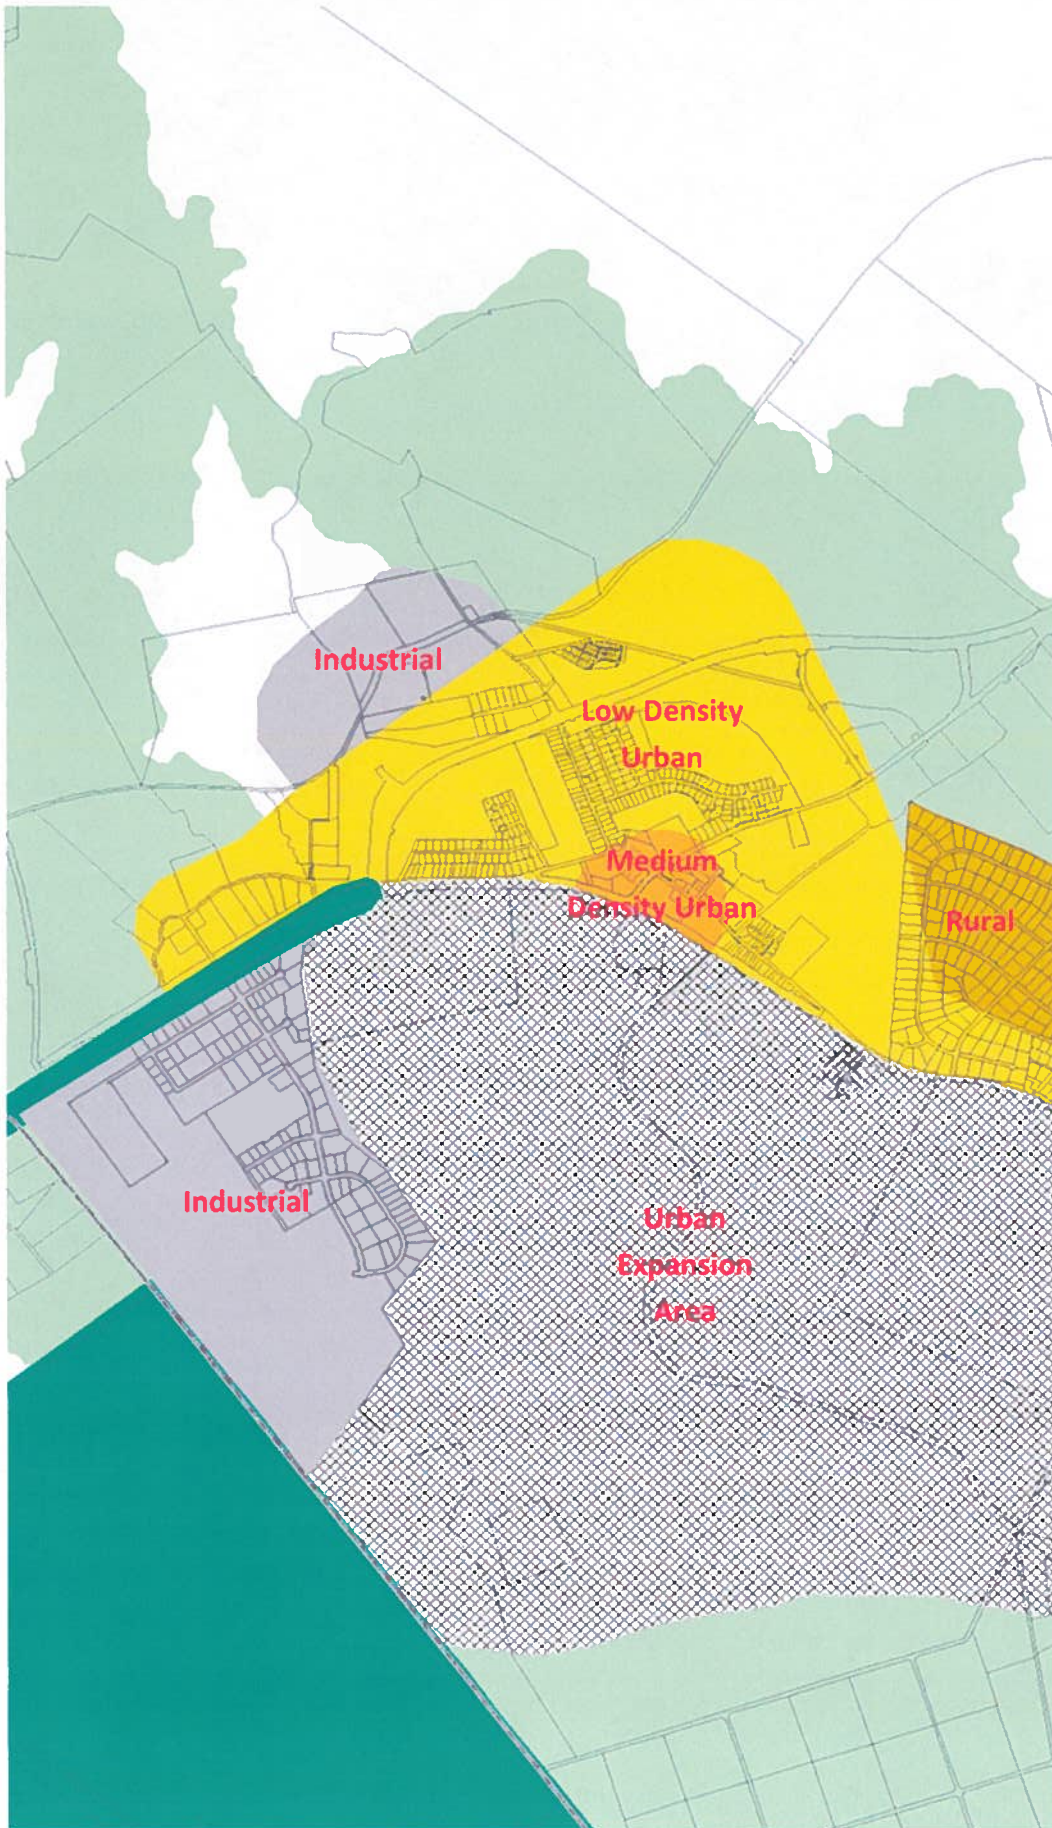 Industrial
Low Density
Urban
Medium
Density Urban
Rural
Industrial
Urban
Expansion
Area